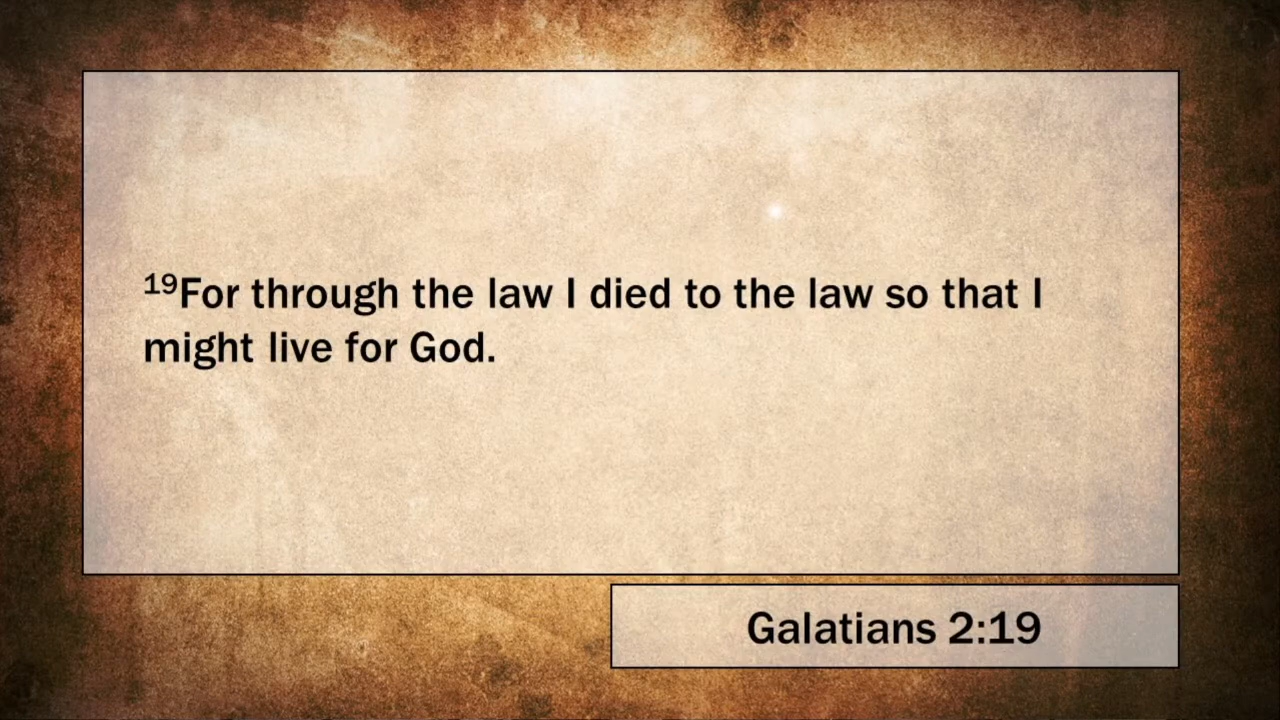 19For through the law I died to the law so that I
might live for God.
Galatians 2:19